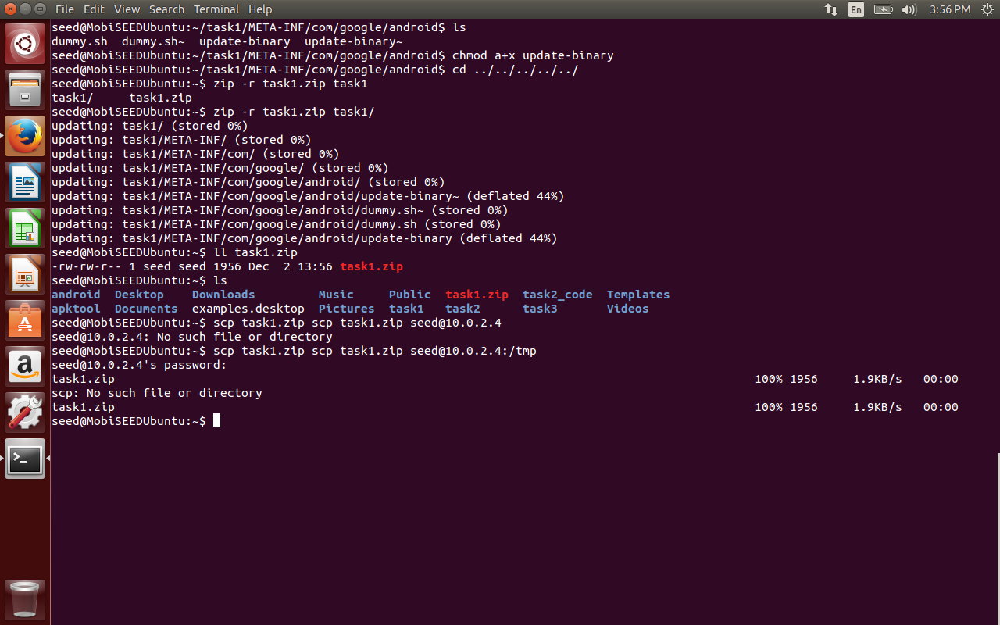 File Edit View Search Terminal Help En 3:56 PM
seed@MobiSEEDUbuntu:~/task1/META-INF/com/google/android$ ls
dummy.sh  dummy.sh~  update-binary  update-binary~
seed@MobiSEEDUbuntu:~/task1/META-INF/com/google/android$ chmod a+x update-binary
seed@MobiSEEDUbuntu:~/task1/META-INF/com/google/android$ cd ../../../../../
seed@MobiSEEDUbuntu:~$ zip -r task1.zip task1
task1/     task1.zip
seed@MobiSEEDUbuntu:~$ zip -r task1.zip task1/
updating: task1/ (stored 0%)
updating: task1/META-INF/ (stored 0%)
updating: task1/META-INF/com/ (stored 0%)
updating: task1/META-INF/com/google/ (stored 0%)
updating: task1/META-INF/com/google/android/ (stored 0%)
updating: task1/META-INF/com/google/android/update-binary~ (deflated 44%)
updating: task1/META-INF/com/google/android/dummy.sh~ (stored 0%)
updating: task1/META-INF/com/google/android/dummy.sh (stored 0%)
updating: task1/META-INF/com/google/android/update-binary (deflated 44%)
seed@MobiSEEDUbuntu:~$ ll task1.zip
-rw-rw-r-- 1 seed seed 1956 Dec  2 13:56 task1.zip
seed@MobiSEEDUbuntu:~$ ls
android  Desktop    Downloads         Music     Public  task1.zip  task2_code  Templates
apktool  Documents  examples.desktop  Pictures  task1   task2      task3       Videos
seed@MobiSEEDUbuntu:~$ scp task1.zip scp task1.zip seed@10.0.2.4
seed@10.0.2.4: No such file or directory
seed@MobiSEEDUbuntu:~$ scp task1.zip scp task1.zip seed@10.0.2.4:/tmp
seed@10.0.2.4's password:
task1.zip 100% 1956 1.9KB/s 00:00
scp: No such file or directory
task1.zip 100% 1956 1.9KB/s 00:00
seed@MobiSEEDUbuntu:~$